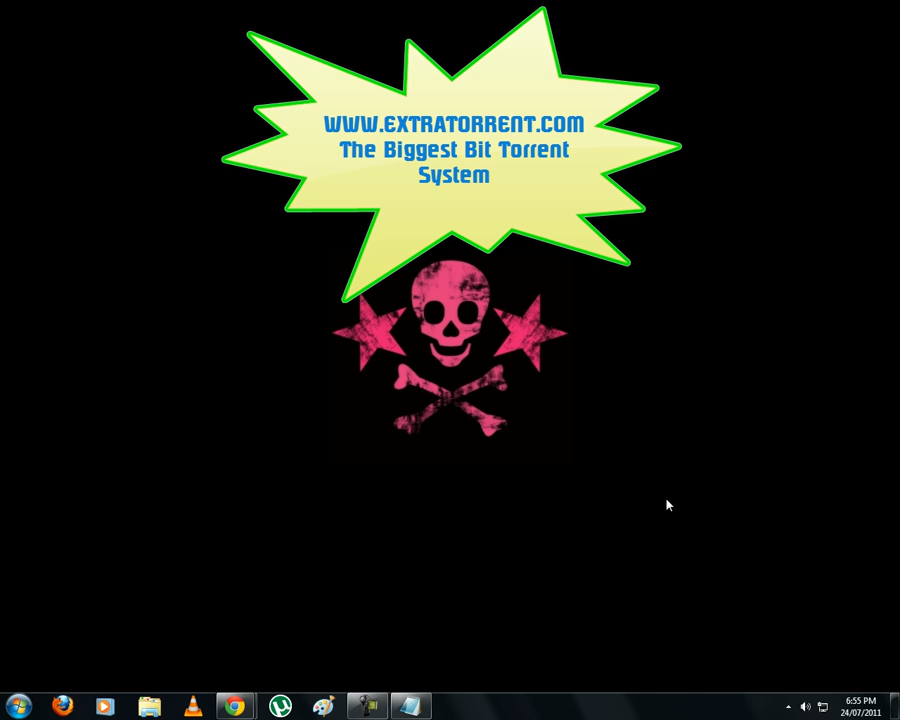 WWW.EXTRATORRENT.COM
The Biggest Bit Torrent
System
6:55 PM
24/07/2011